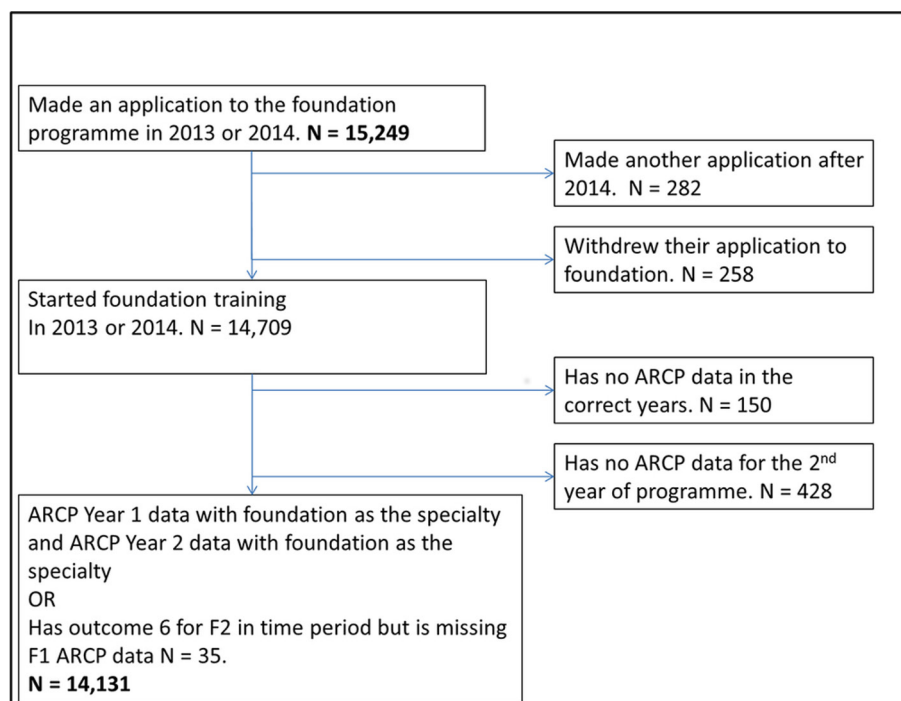 Made an application to the foundation
programme in 2013 or 2014. N = 15,249
Made another application after
2014.  N = 282
Withdrew their application to
foundation. N = 258
Started foundation training
In 2013 or 2014. N = 14,709
Has no ARCP data in the
correct years. N = 150
Has no ARCP data for the 2nd
year of programme. N = 428
ARCP Year 1 data with foundation as the specialty
and ARCP Year 2 data with foundation as the
specialty
OR
Has outcome 6 for F2 in time period but is missing
F1 ARCP data N = 35.
N = 14,131